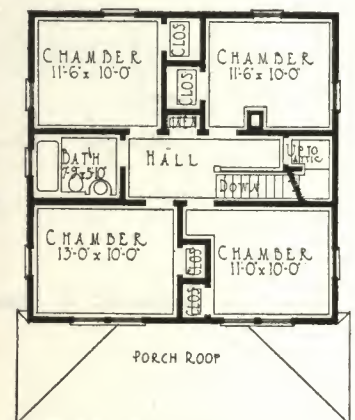 CLOS
CHAMBER
11'-6" x 10'-0"
CHAMBER
11'-6" x 10'-0"
CLOS
LINEN
BATH
7'-9" x 5'-10"
HALL
UP TO
ATTIC
DOWN
CHAMBER
13'-0" x 10'-0"
CLOS
CHAMBER
11'-0" x 10'-0"
CLOS
PORCH ROOF